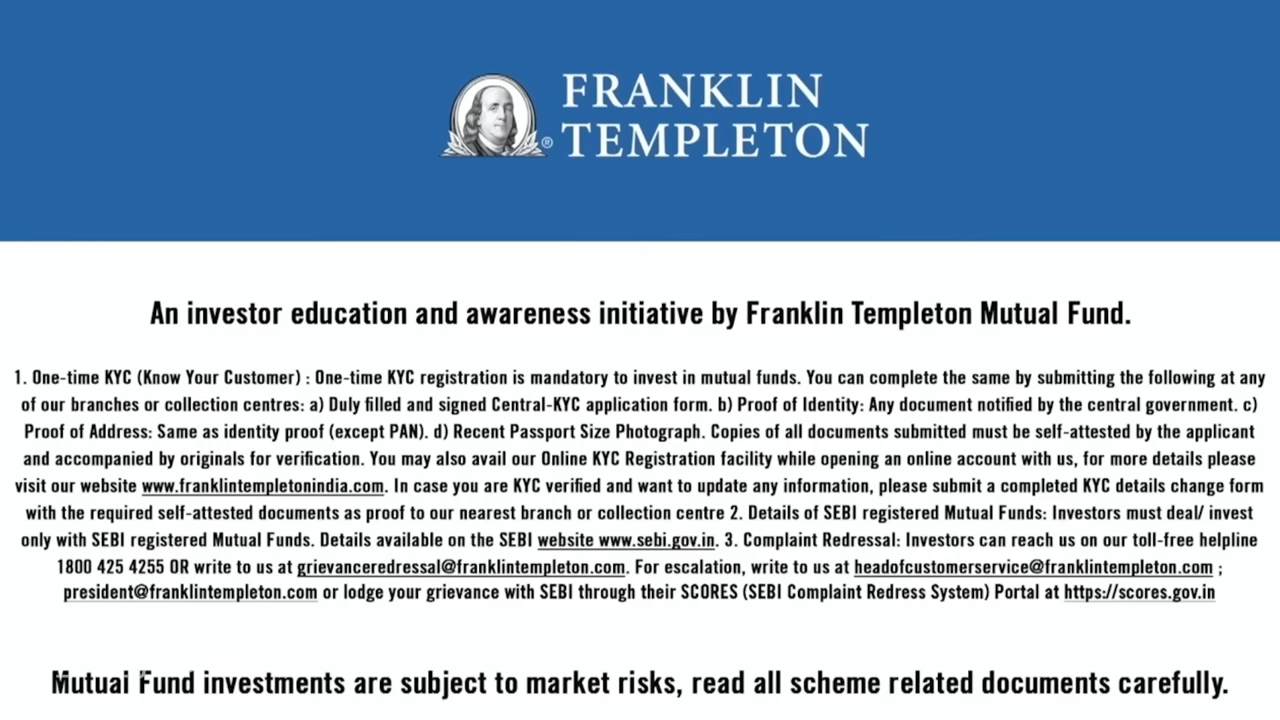 FRANKLIN
TEMPLETON
®
An investor education and awareness initiative by Franklin Templeton Mutual Fund.
1. One-time KYC (Know Your Customer) : One-time KYC registration is mandatory to invest in mutual funds. You can complete the same by submitting the following at any
of our branches or collection centres: a) Duly filled and signed Central-KYC application form. b) Proof of Identity: Any document notified by the central government. c)
Proof of Address: Same as identity proof (except PAN). d) Recent Passport Size Photograph. Copies of all documents submitted must be self-attested by the applicant
and accompanied by originals for verification. You may also avail our Online KYC Registration facility while opening an online account with us, for more details please
visit our website www.franklintempletonindia.com. In case you are KYC verified and want to update any information, please submit a completed KYC details change form
with the required self-attested documents as proof to our nearest branch or collection centre 2. Details of SEBI registered Mutual Funds: Investors must deal/ invest
only with SEBI registered Mutual Funds. Details available on the SEBI website www.sebi.gov.in. 3. Complaint Redressal: Investors can reach us on our toll-free helpline
1800 425 4255 OR write to us at grievanceredressal@franklintempleton.com. For escalation, write to us at headofcustomerservice@franklintempleton.com ;
president@franklintempleton.com or lodge your grievance with SEBI through their SCORES (SEBI Complaint Redress System) Portal at https://scores.gov.in
Mutual Fund investments are subject to market risks, read all scheme related documents carefully.